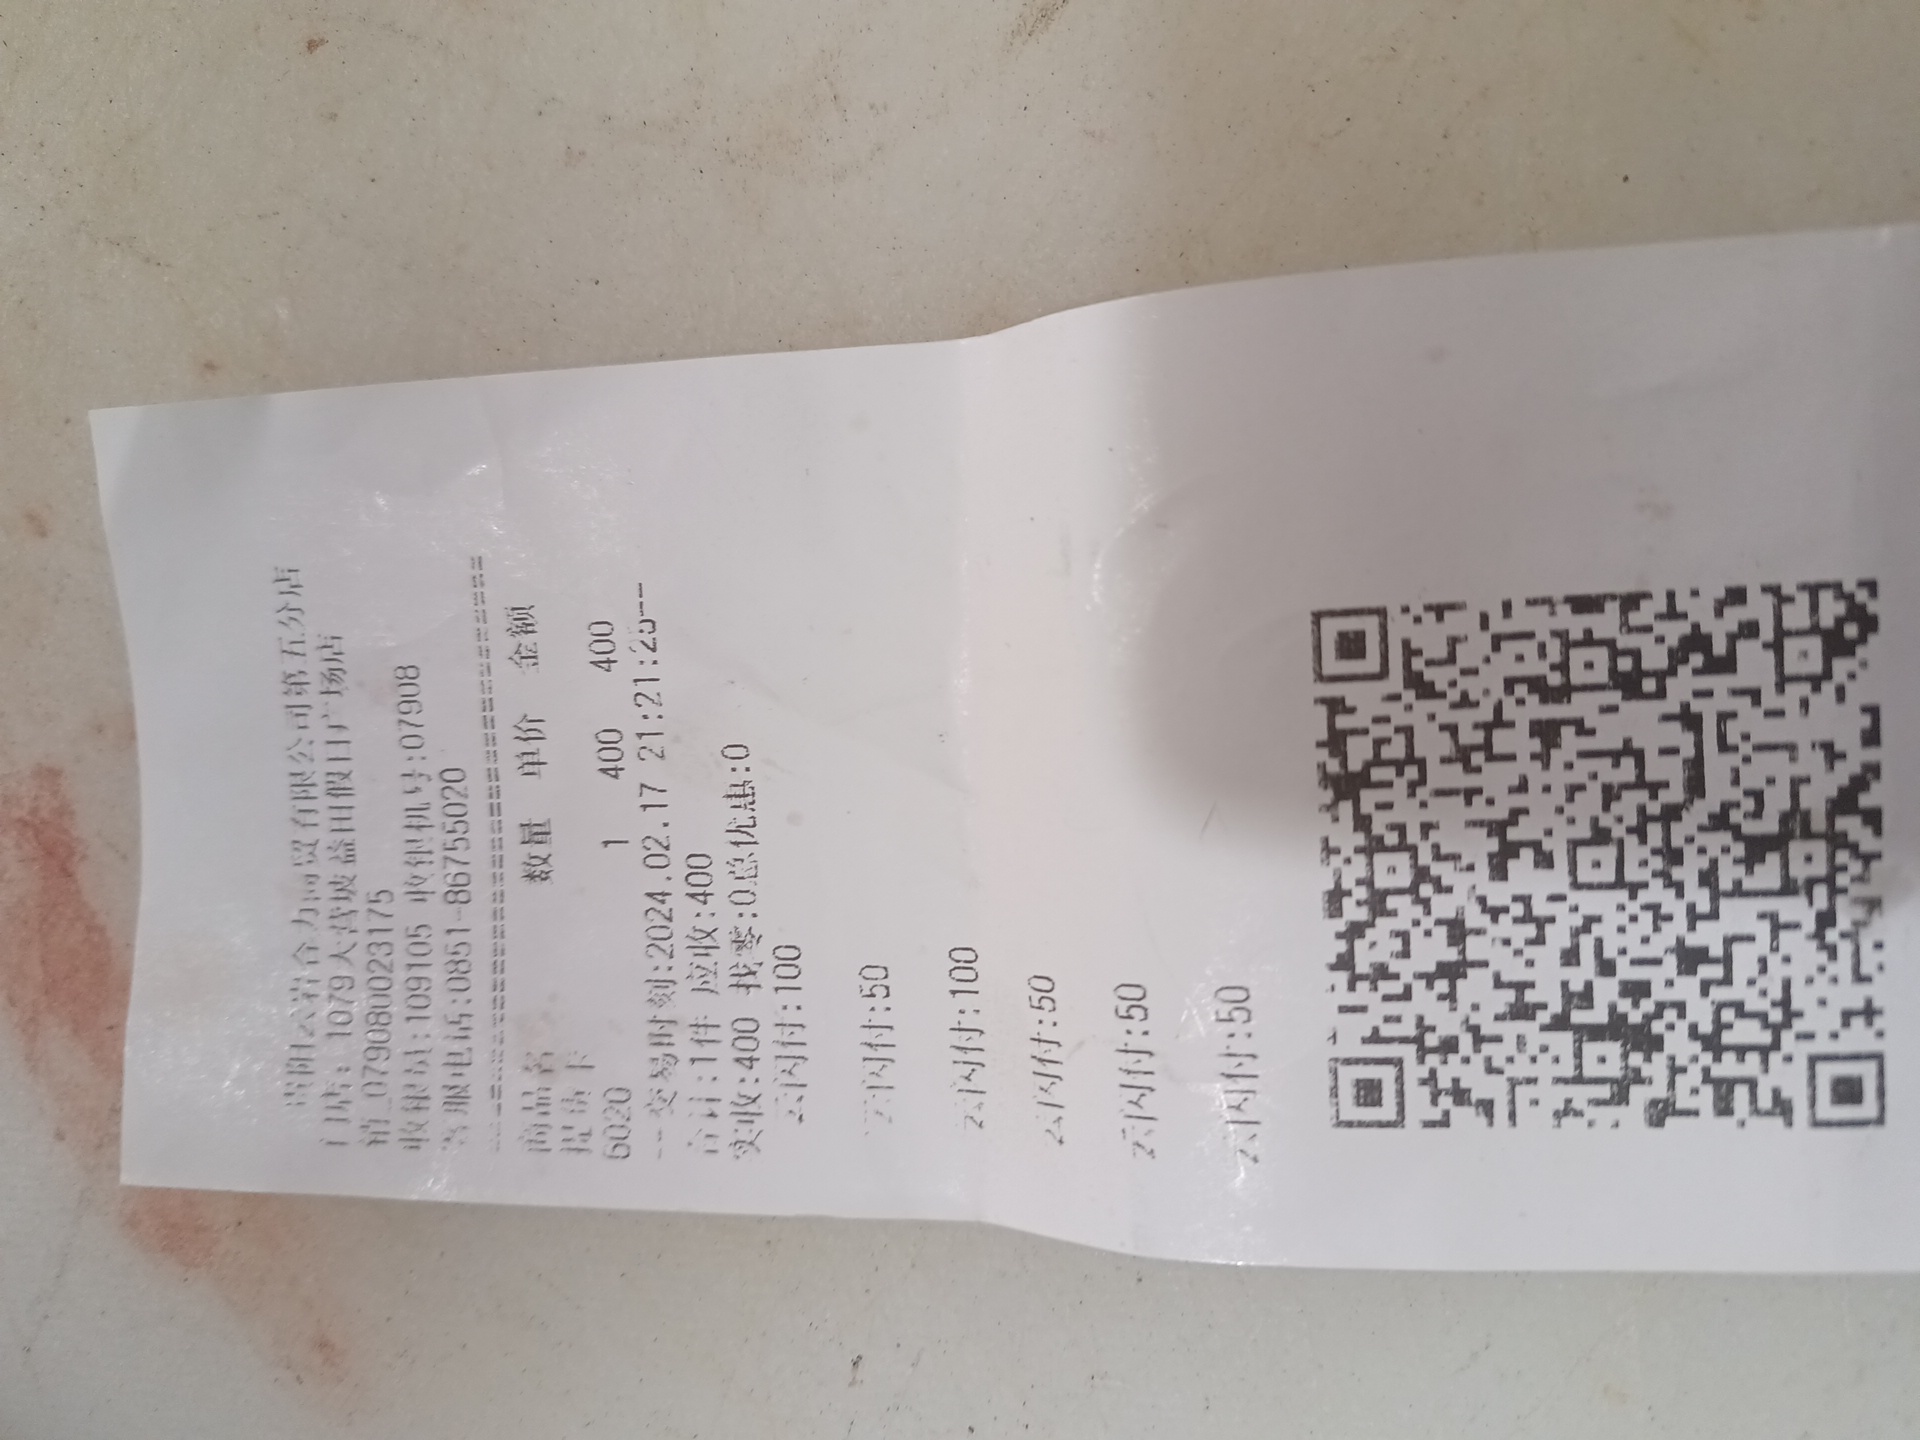 贵阳云岩合力商贸有限公司第五分店
门店: 1079大营坡益田假日广场店
销_0790800023175
收银员:109105 收银机号:07908
客服电话:0851-86755020
商品名 数量 单价 金额
提货卡
6020 1 400 400
--交易时刻:2024.02.17 21:21:25--
合计:1件 应收:400
实收:400 找零:0总优惠:0
云闪付:100
云闪付:50
云闪付:100
云闪付:50
云闪付:50
云闪付:50